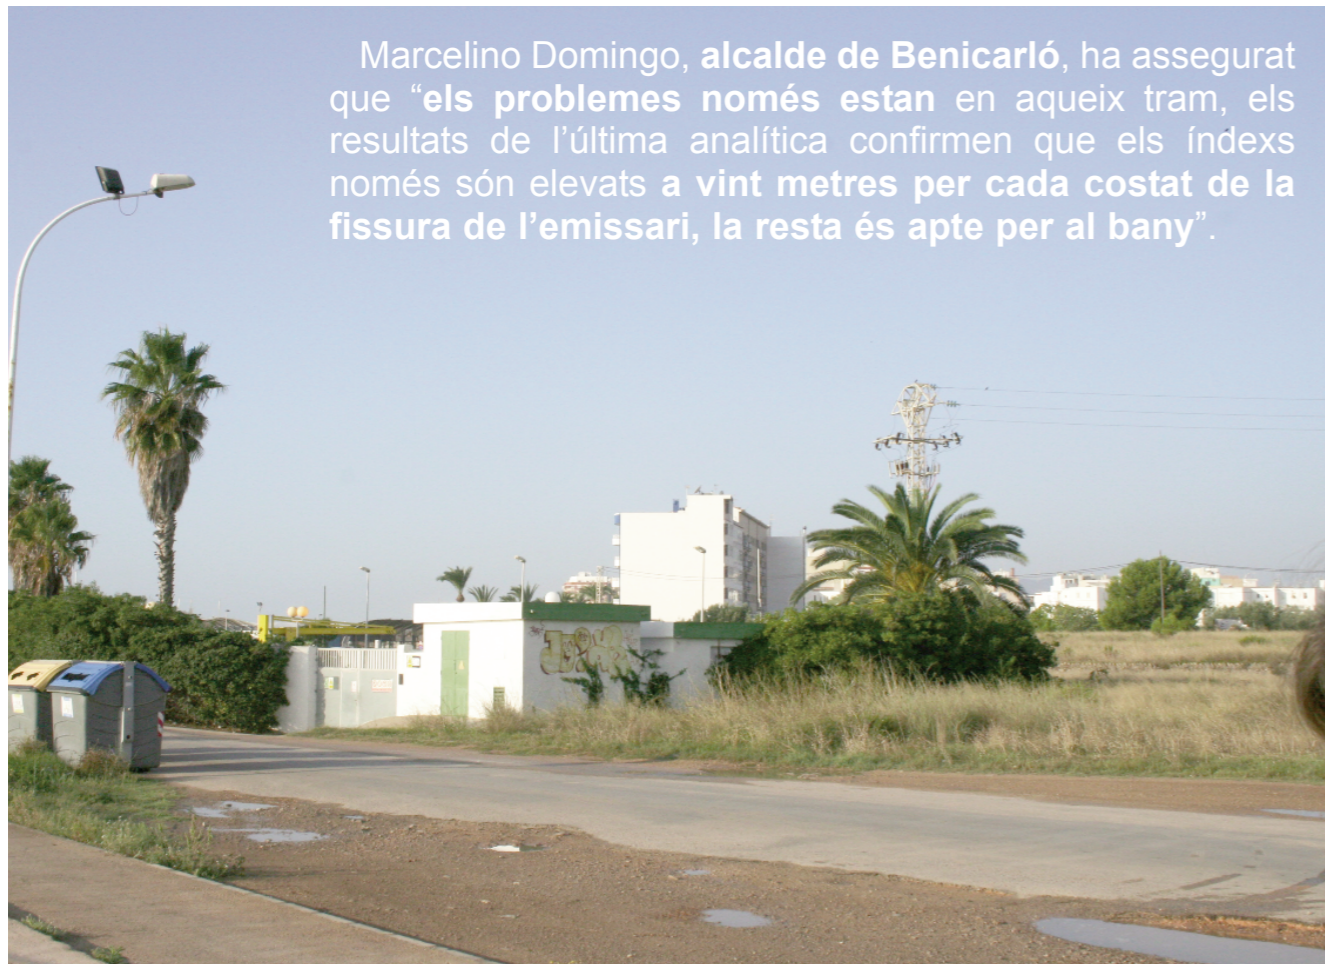 Marcelino Domingo, alcalde de Benicarló, ha assegurat
que “els problemes només estan en aqueix tram, els
resultats de l’última analítica confirmen que els índexs
només són elevats a vint metres per cada costat de la
fissura de l’emissari, la resta és apte per al bany”.